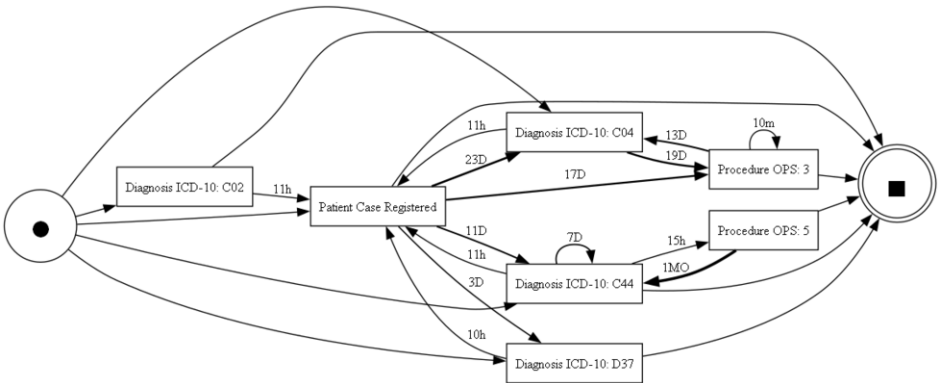 11h
Diagnosis ICD-10: C04
13D
10m
23D
19D
Procedure OPS: 3
Diagnosis ICD-10: C02
11h
17D
Patient Case Registered
11D
7D
15h
Procedure OPS: 5
11h
1MO
Diagnosis ICD-10: C44
3D
10h
Diagnosis ICD-10: D37